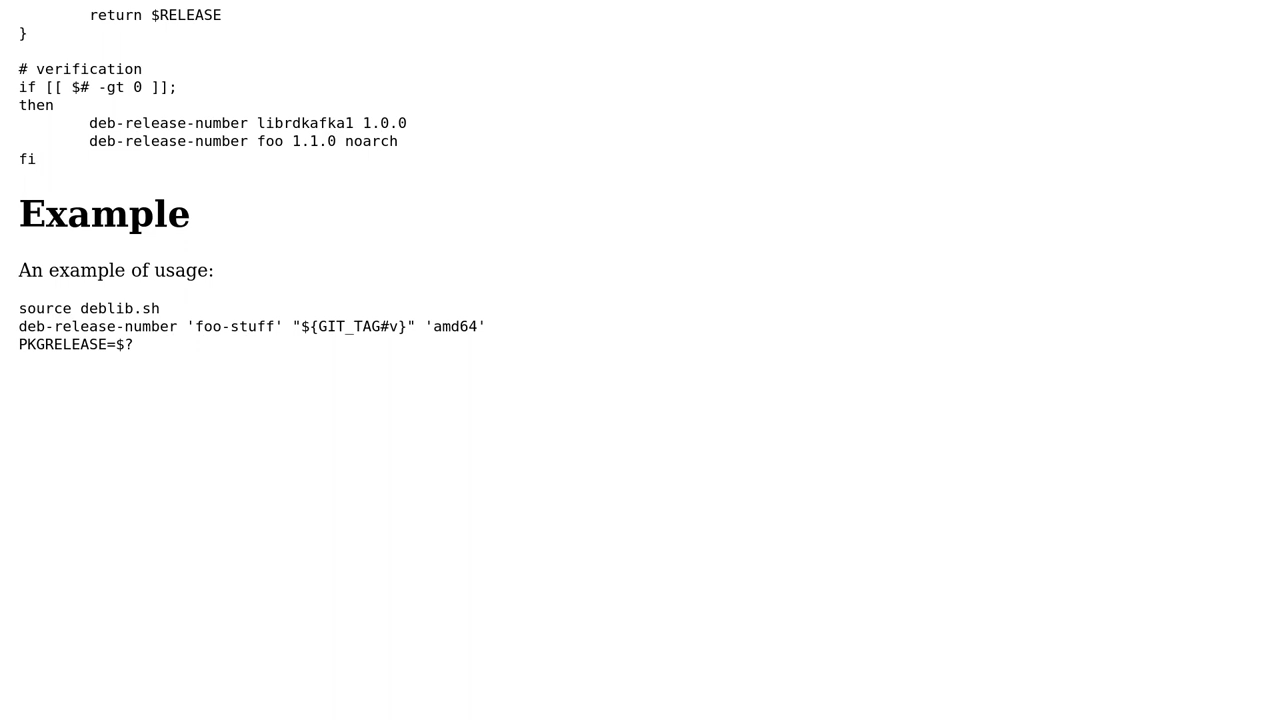 return $RELEASE
}

# verification
if [[ $# -gt 0 ]];
then
        deb-release-number librdkafka1 1.0.0
        deb-release-number foo 1.1.0 noarch
fi

Example
An example of usage:
source deblib.sh
deb-release-number 'foo-stuff' "${GIT_TAG#v}" 'amd64'
PKGRELEASE=$?